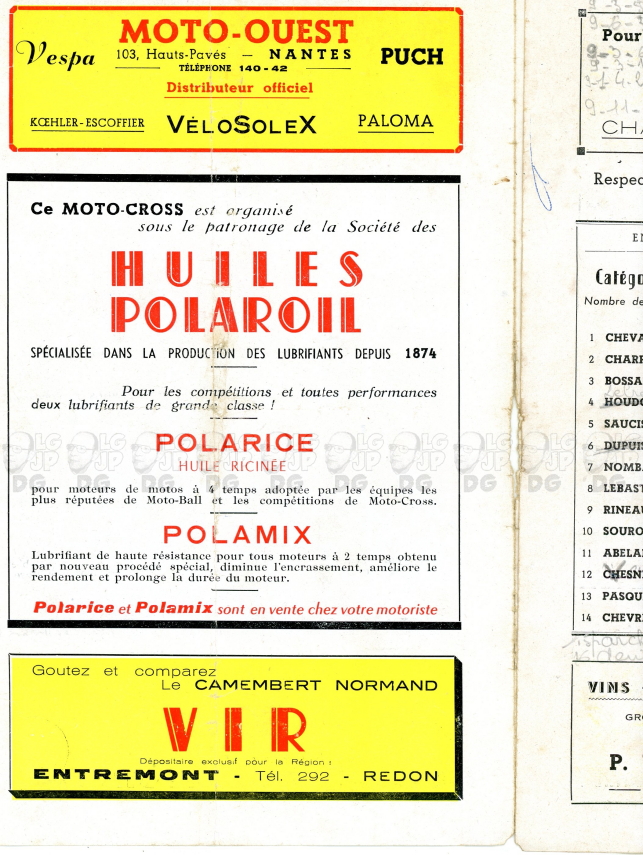 MOTO-OUEST
Vespa
103, Hauts-Pavés — NANTES
PUCH
TÉLÉPHONE 140-42
Distributeur officiel
KŒHLER-ESCOFFIER
VÉLOSOLEX
PALOMA
Ce MOTO-CROSS est organisé
sous le patronage de la Société des
HUILES
POLAROIL
SPÉCIALISÉE DANS LA PRODUCTION DES LUBRIFIANTS DEPUIS 1874
Pour les compétitions et toutes performances
deux lubrifiants de grande classe !
POLARICE
HUILE RICINÉE
pour moteurs de motos à 4 temps adoptée par les équipes les
plus réputées de Moto-Ball et les compétitions de Moto-Cross.
POLAMIX
Lubrifiant de haute résistance pour tous moteurs à 2 temps obtenu
par nouveau procédé spécial, diminue l'encrassement, améliore le
rendement et prolonge la durée du moteur.
Polarice et Polamix sont en vente chez votre motoriste
Goutez et comparez
Le CAMEMBERT NORMAND
VIR
Dépositaire exclusif pour la Région :
ENTREMONT - Tél. 292 - REDON
Pour
CHA
Respec
EN
Catégo
Nombre de
1 CHEVA
2 CHARR
3 BOSSA
4 HOUDO
5 SAUCIS
6 DUPUIS
7 NOMB
8 LEBAST
9 RINEAU
10 SOURO
11 ABELA
12 CHESN
13 PASQU
14 CHEVR
VINS
GRO
P.